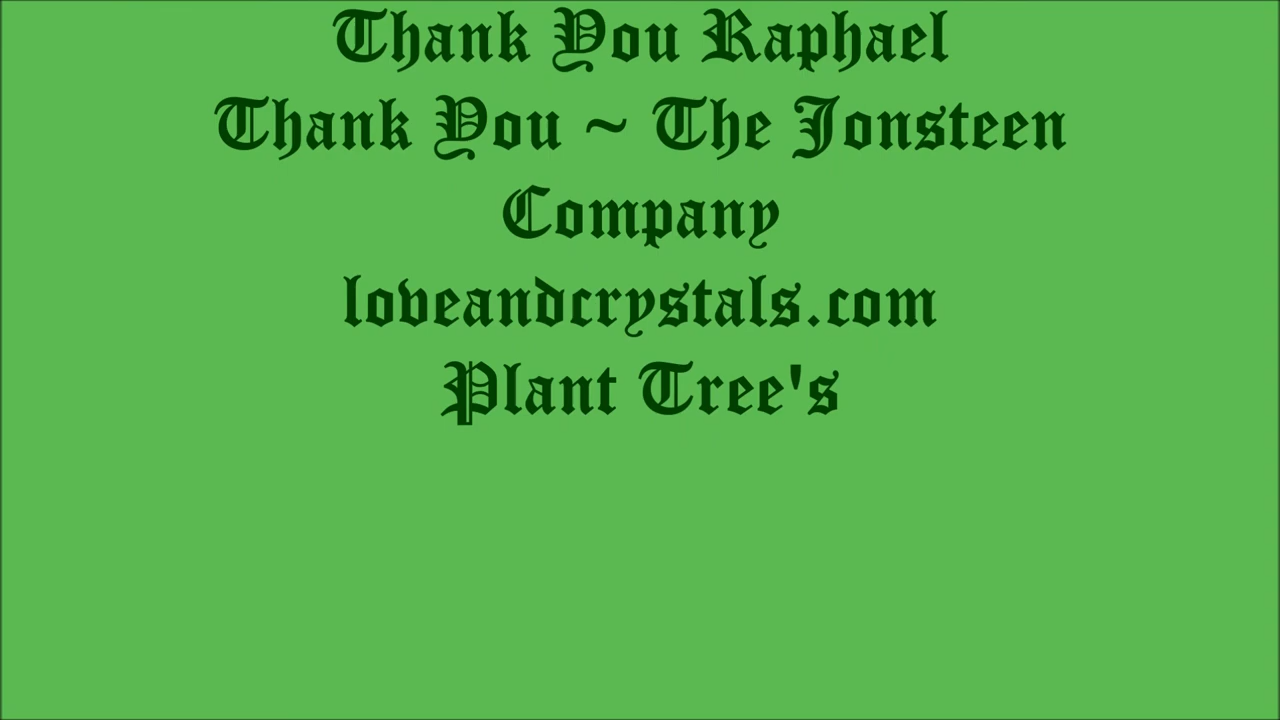 Thank You Raphael
Thank You ~ The Jonsteen
Company
loveandcrystals.com
Plant Tree's